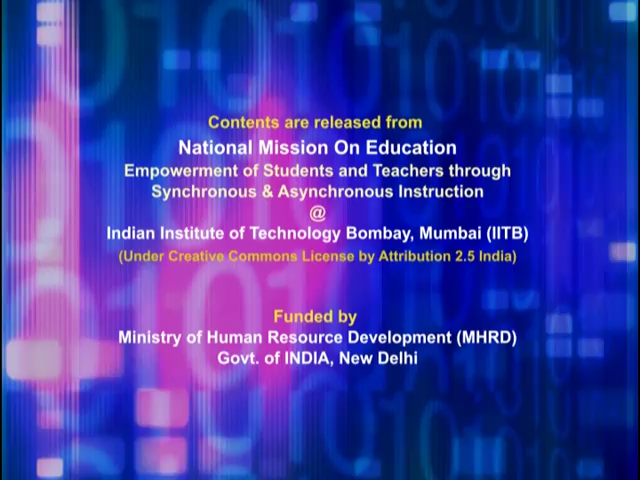 Contents are released from
National Mission On Education
Empowerment of Students and Teachers through
Synchronous & Asynchronous Instruction
@
Indian Institute of Technology Bombay, Mumbai (IITB)
(Under Creative Commons License by Attribution 2.5 India)
Funded by
Ministry of Human Resource Development (MHRD)
Govt. of INDIA, New Delhi